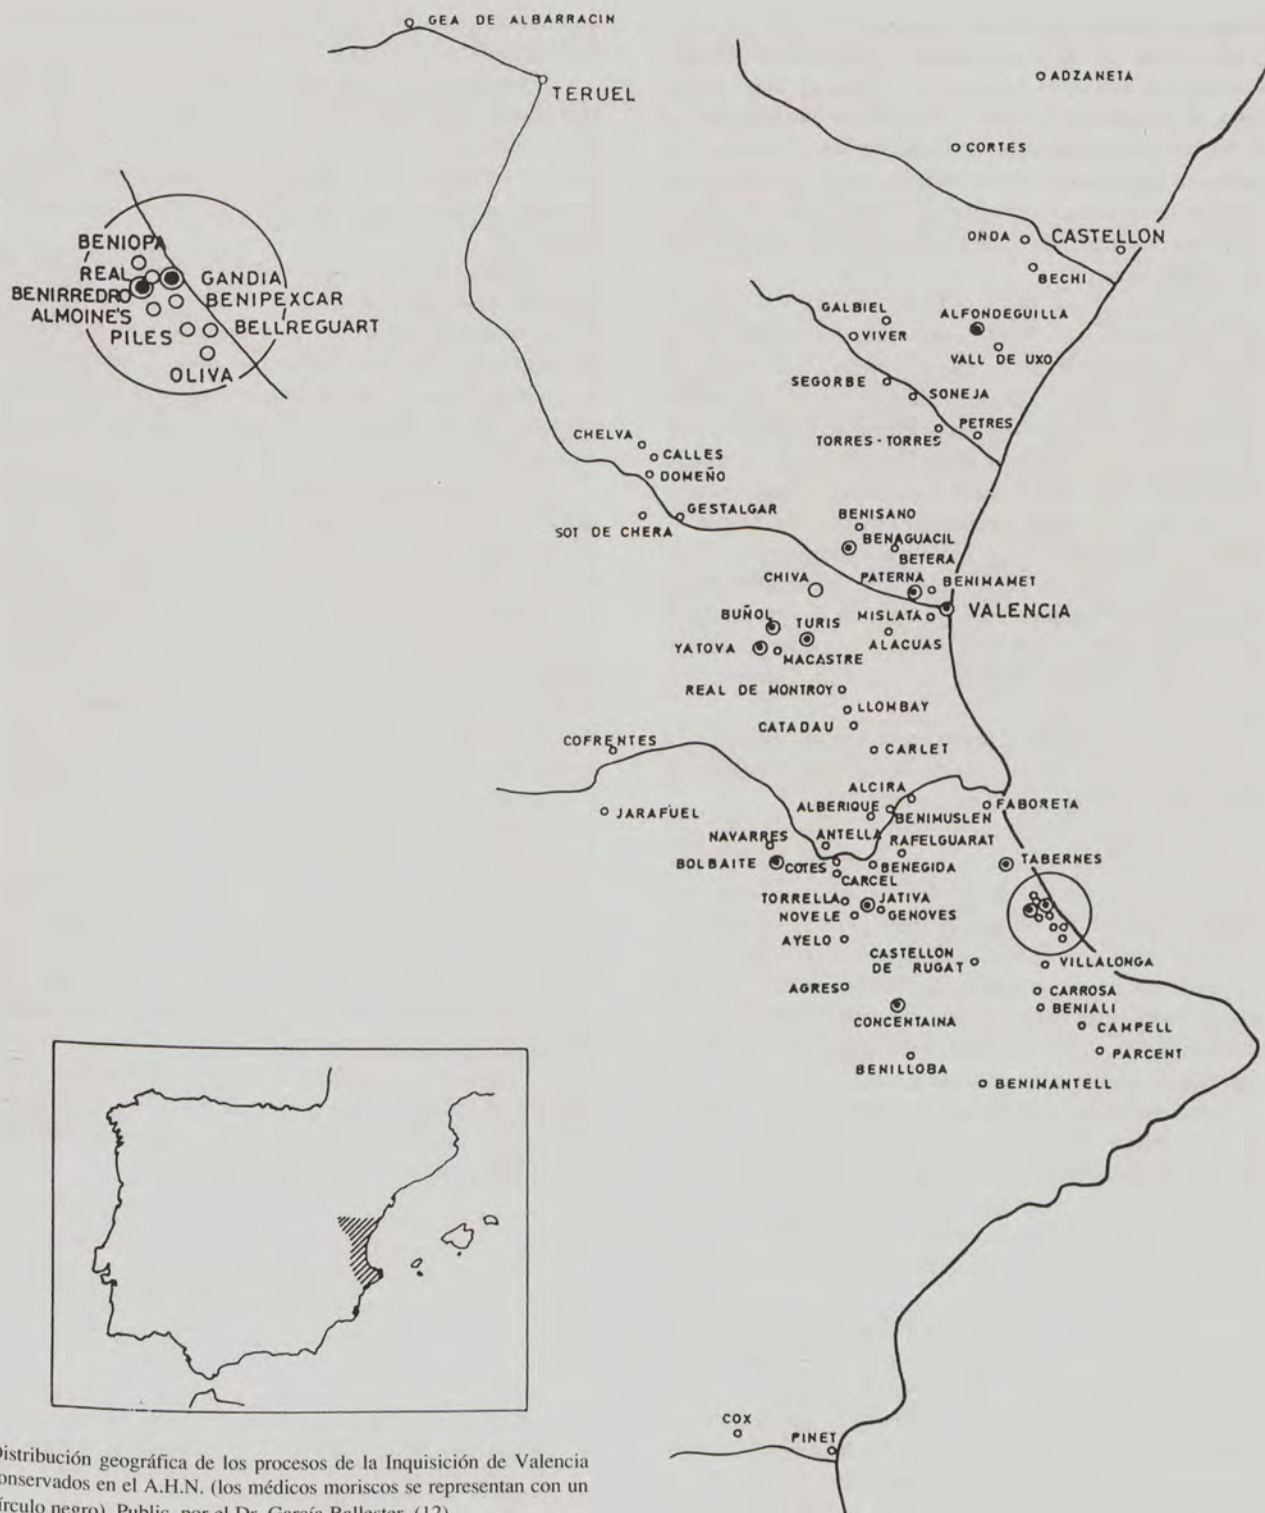 GEA DE ALBARRACIN
TERUEL
ADZANETA
CORTES
ONDA
CASTELLON
BECHI
BENIOPA
REAL
GANDIA
BENIRREDRO
BENIPEXCAR
ALMOINE'S
PILES
BELLREGUART
OLIVA
GALBIEL
ALFONDEGUILLA
VIVER
VALL DE UXO
SEGORBE
SONEJA
PETRES
TORRES - TORRES
CHELVA
CALLES
DOMEÑO
GESTALGAR
SOT DE CHERA
BENISANO
BENAGUACIL
BETERA
CHIVA
PATERNA
BENIMAMET
VALENCIA
BUÑOL
TURIS
MISLATA
YATOVA
MACASTRE
ALACUAS
REAL DE MONTROY
LLOMBAY
CATADAU
COFRENTES
CARLET
ALCIRA
JARAFUEL
ALBERIQUE
BENIMUSLEN
FABORETA
NAVARRES
ANTELLA
RAFELGUARAT
BOLBAITE
COTES
BENEGIDA
TABERNES
CARCEL
TORRELLA
JATIVA
NOVELE
GENOVES
AYELO
CASTELLON
DE RUGAT
VILLALONGA
AGRES
CARROSA
BENIALI
CONCENTAINA
CAMPELL
PARCENT
BENILLOBA
BENIMANTELL
COX
PINET
Distribución geográfica de los procesos de la Inquisición de Valencia
conservados en el A.H.N. (los médicos moriscos se representan con un
círculo negro). Public. por el Dr. García Ballester. (12)